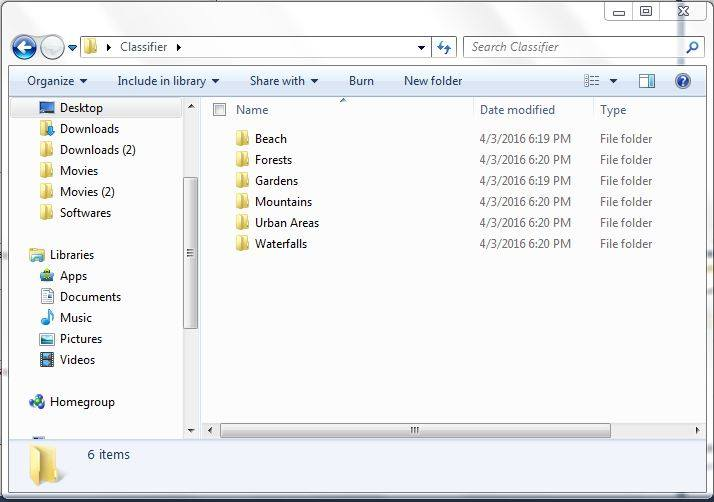 Classifier
Search Classifier
Organize Include in library Share with Burn New folder
Desktop
Downloads
Downloads (2)
Movies
Movies (2)
Softwares
Libraries
Apps
Documents
Music
Pictures
Videos
Homegroup
Name Date modified Type
Beach 4/3/2016 6:19 PM File folder
Forests 4/3/2016 6:20 PM File folder
Gardens 4/3/2016 6:19 PM File folder
Mountains 4/3/2016 6:20 PM File folder
Urban Areas 4/3/2016 6:20 PM File folder
Waterfalls 4/3/2016 6:20 PM File folder
6 items